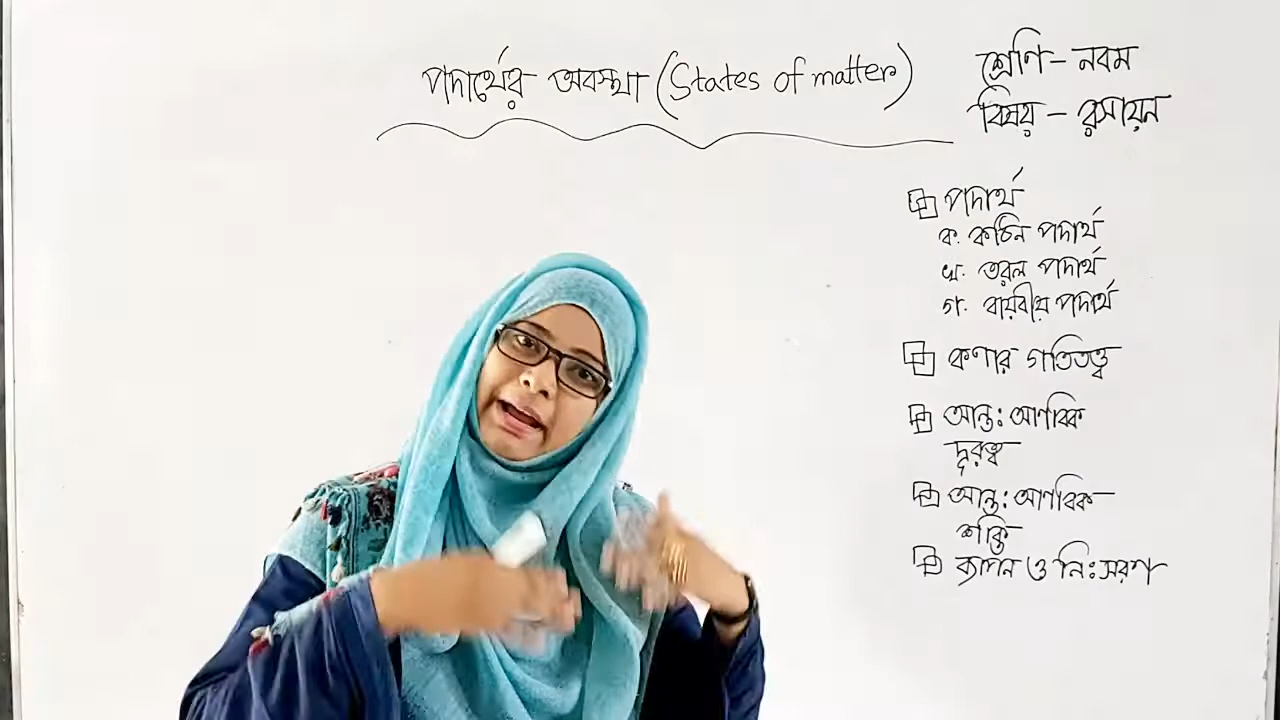 পদার্থের অবস্থা (States of matter)
শ্রেণি - নবম
বিষয় - রসায়ন
পদার্থ
ক. কঠিন পদার্থ
খ. তরল পদার্থ
গ. বায়বীয় পদার্থ
কণার গতিতত্ত্ব
আন্তঃআণবিক
দূরত্ব
আন্তঃআণবিক
শক্তি
ব্যাপন ও নিঃসরণ